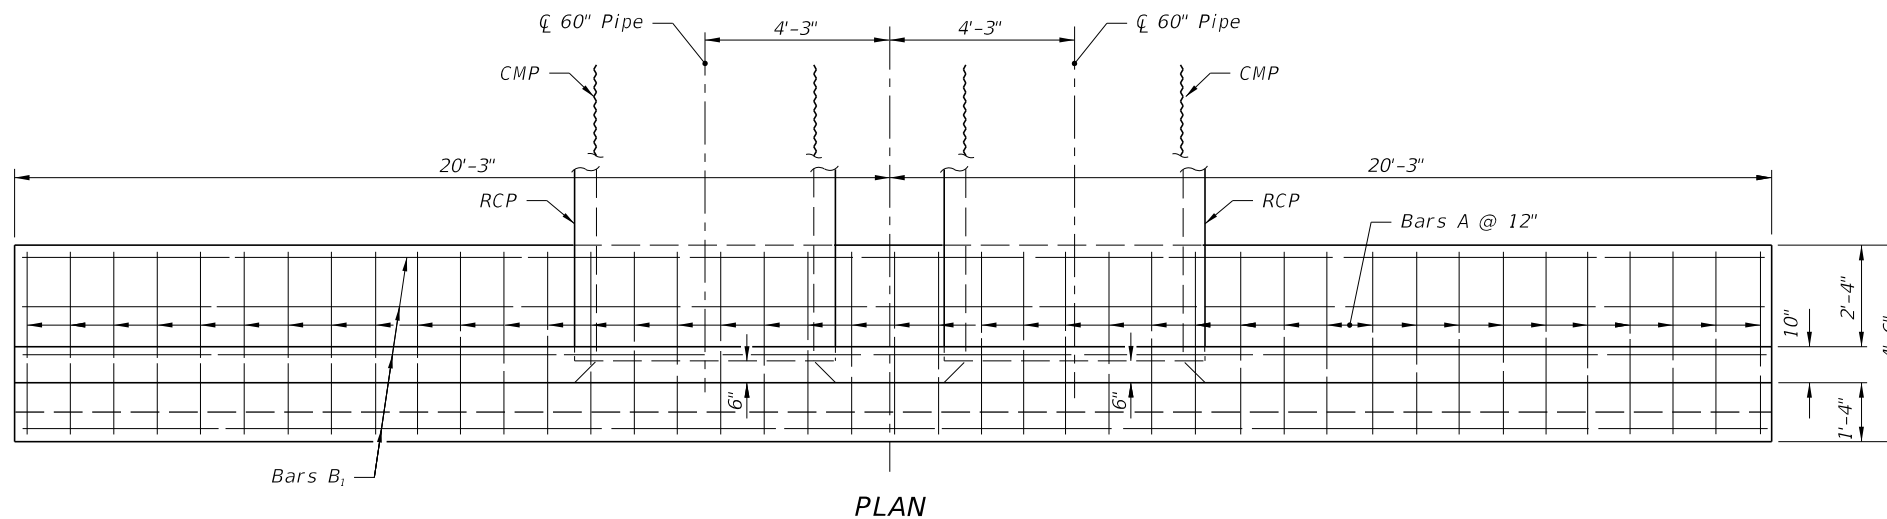 ℄ 60" Pipe
4'-3"
4'-3"
℄ 60" Pipe
CMP
CMP
20'-3"
20'-3"
RCP
RCP
Bars A @ 12"
2'-4"
10"
6"
6"
1'-4"
Bars B₁
PLAN